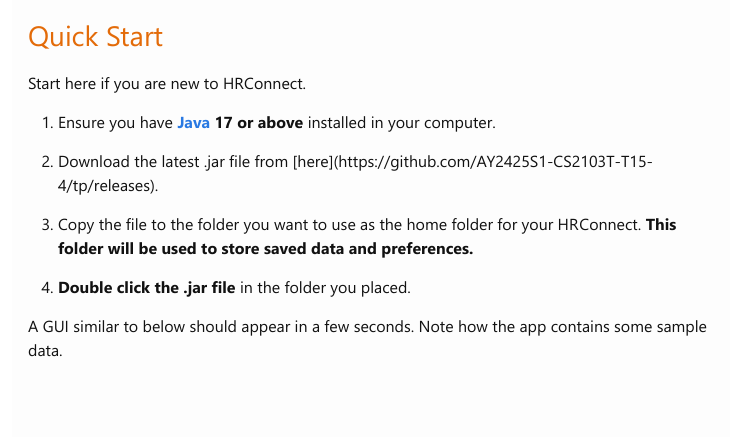 Quick Start
Start here if you are new to HRConnect.
1. Ensure you have Java 17 or above installed in your computer.
2. Download the latest .jar file from [here](https://github.com/AY2425S1-CS2103T-T15-
4/tp/releases).
3. Copy the file to the folder you want to use as the home folder for your HRConnect. This
folder will be used to store saved data and preferences.
4. Double click the .jar file in the folder you placed.
A GUI similar to below should appear in a few seconds. Note how the app contains some sample
data.